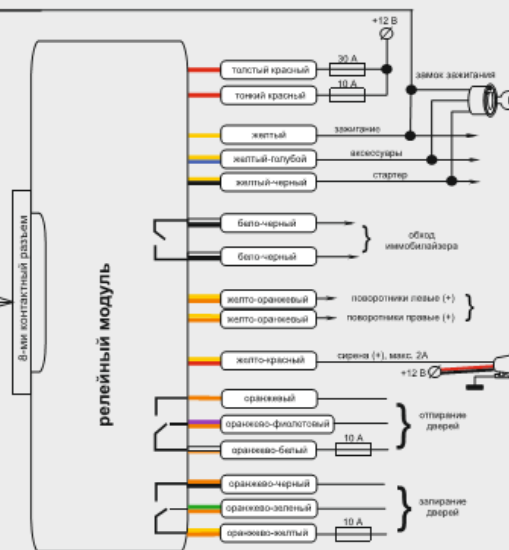 +12 В
30 А
толстый красный
10 А
тонкий красный
замок зажигания
желтый
зажигание
желтый-голубой
аксессуары
желтый-черный
стартер
бело-черный
обход
иммобилайзера
бело-черный
8-ми контактный разъем
релейный модуль
желто-оранжевый
поворотники левые (+)
желто-оранжевый
поворотники правые (+)
желто-красный
сирена (+), макс. 2А
+12 В
оранжевый
оранжево-фиолетовый
отпирание
дверей
оранжево-белый
10 А
оранжево-черный
оранжево-зеленый
запирание
дверей
оранжево-желтый
10 А